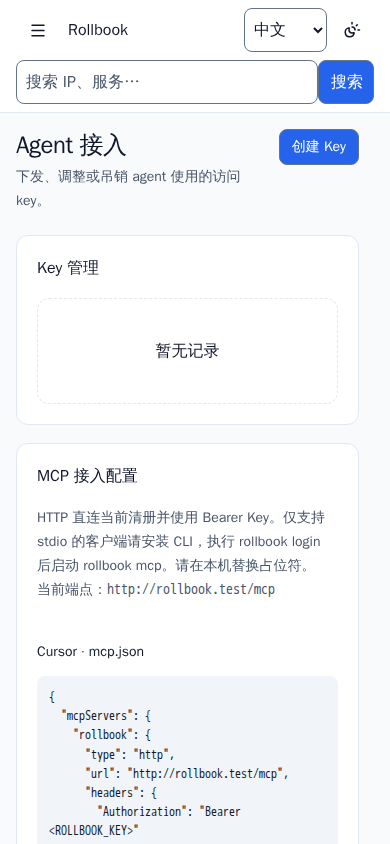 Rollbook
中文
搜索 IP、服务…
搜索
Agent 接入
创建 Key
下发、调整或吊销 agent 使用的访问
key。
Key 管理
暂无记录
MCP 接入配置
HTTP 直连当前清册并使用 Bearer Key。仅支持
stdio 的客户端请安装 CLI，执行 rollbook login
后启动 rollbook mcp。请在本机替换占位符。
当前端点：http://rollbook.test/mcp
Cursor · mcp.json
{
  "mcpServers": {
    "rollbook": {
      "type": "http",
      "url": "http://rollbook.test/mcp",
      "headers": {
        "Authorization": "Bearer
<ROLLBOOK_KEY>"